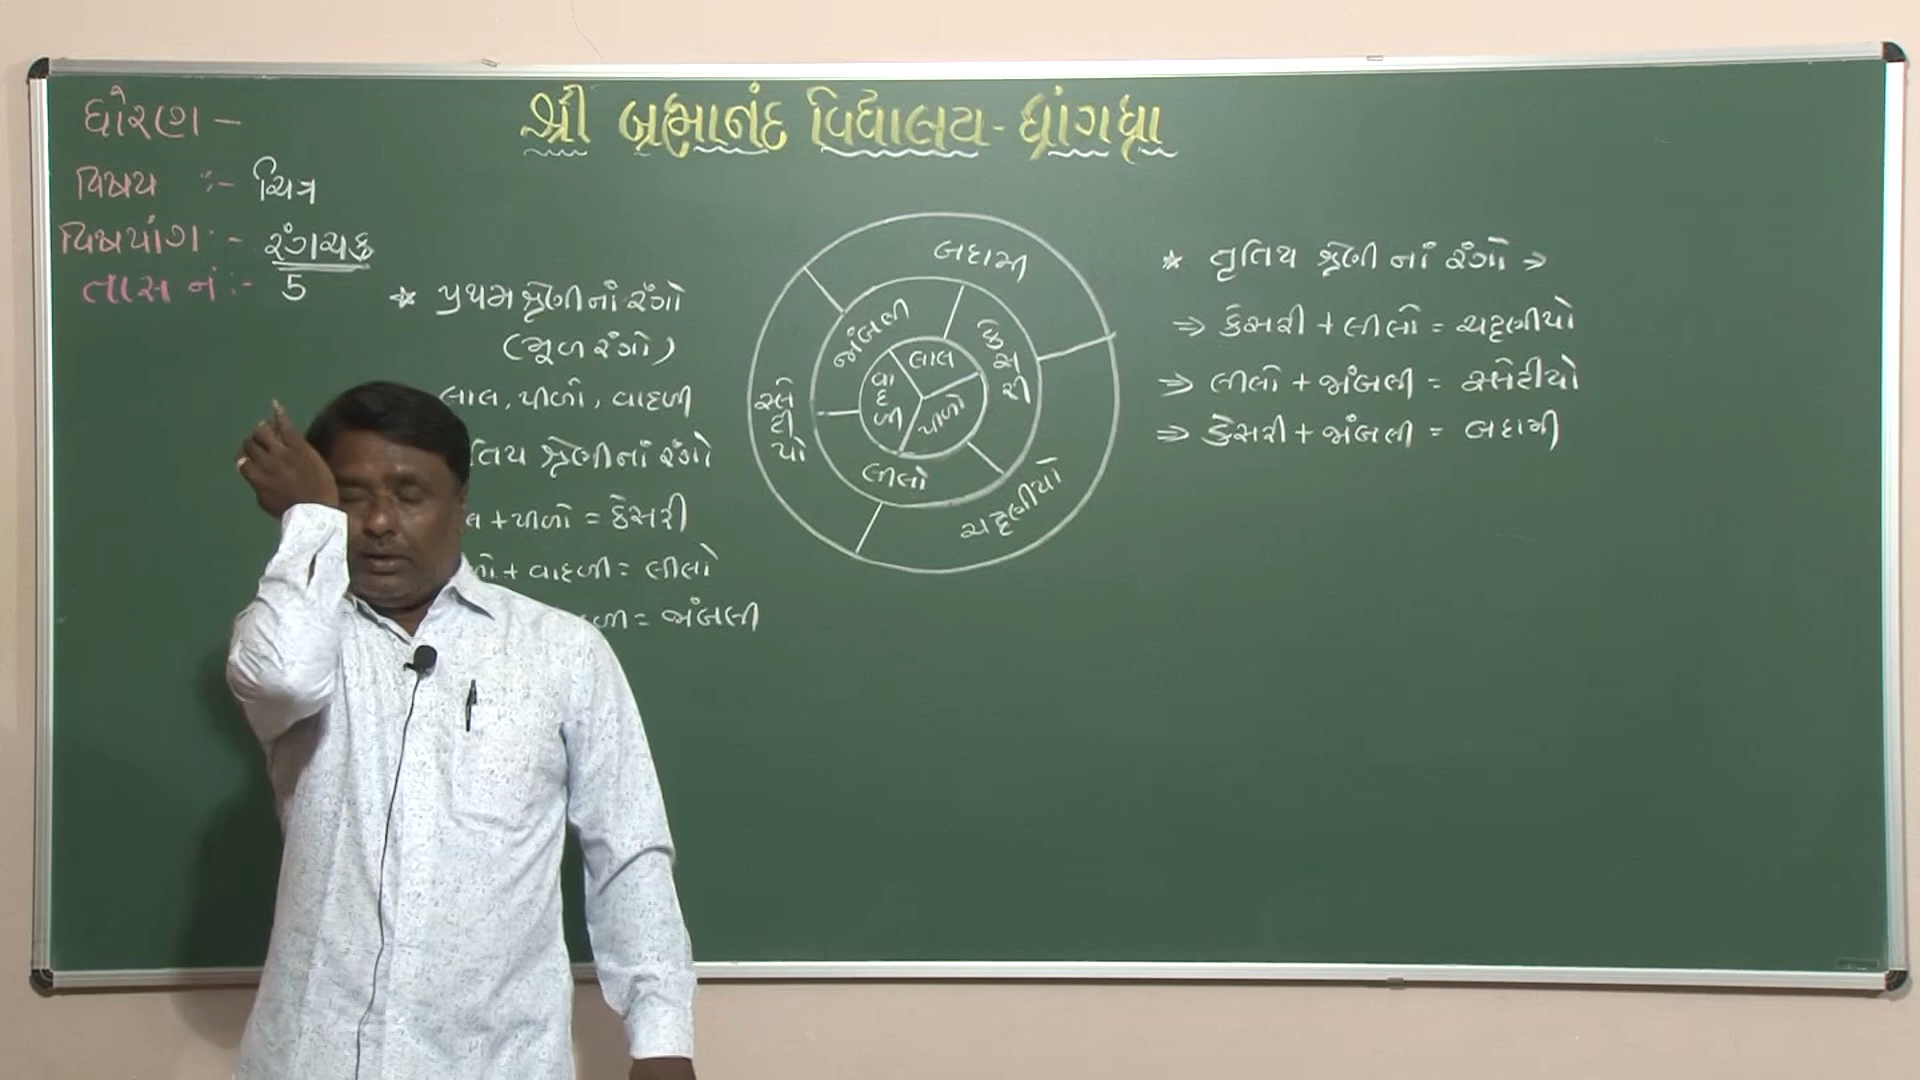 શ્રી બ્રહ્માનંદ વિદ્યાલય - ધ્રાંગધ્રા
ધોરણ -
વિષય :- ચિત્ર
વિષયાંગ :- રંગચક્ર
તાસ નં :- 5
* પ્રથમ શ્રેણીનાં રંગો
(મૂળ રંગો)
લાલ, પીળો, વાદળી
તિય શ્રેણીનાં રંગો
લ + પીળો = કેસરી
ળો + વાદળી = લીલો
દળી = જાંબલી
બદામી
જાંબલી
કેસરી
લાલ
વાદળી
પીળો
સ્લેટીયો
લીલો
ચટ્ટણીયો
* તૃતિય શ્રેણી નાં રંગો ⇒
⇒ કેસરી + લીલો = ચટ્ટણીયો
⇒ લીલો + જાંબલી = સ્લેટીયો
⇒ કેસરી + જાંબલી = બદામી